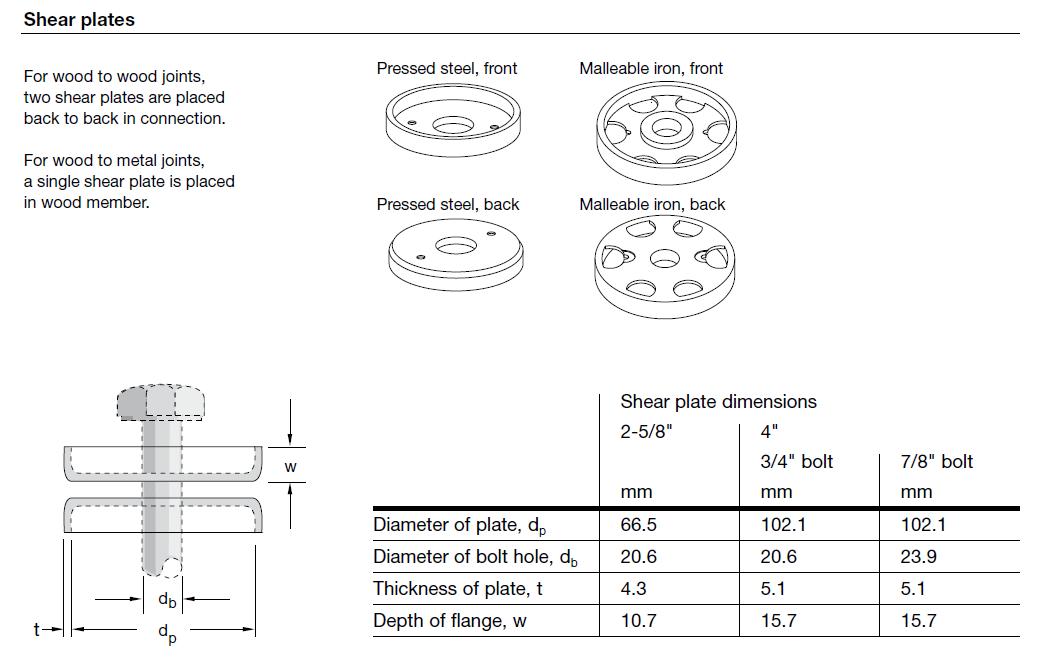 Shear plates
For wood to wood joints,
two shear plates are placed
back to back in connection.
For wood to metal joints,
a single shear plate is placed
in wood member.
Pressed steel, front
Malleable iron, front
Pressed steel, back
Malleable iron, back
w
db
t
dp
Shear plate dimensions
2-5/8" 4"
3/4" bolt 7/8" bolt
mm mm mm
Diameter of plate, dp 66.5 102.1 102.1
Diameter of bolt hole, db 20.6 20.6 23.9
Thickness of plate, t 4.3 5.1 5.1
Depth of flange, w 10.7 15.7 15.7